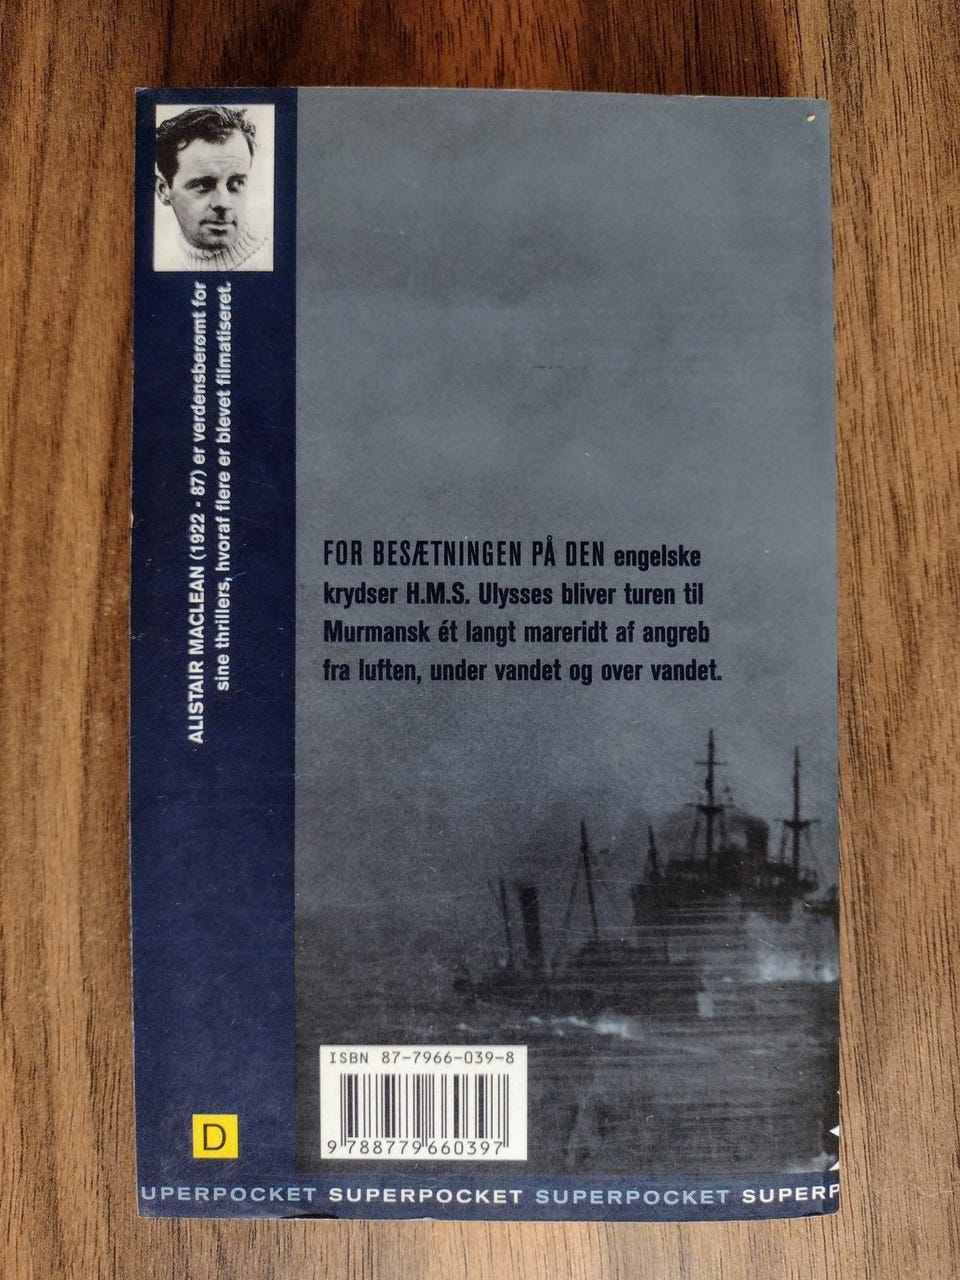 ALISTAIR MACLEAN (1922 - 87) er verdensberømt for
sine thrillers, hvoraf flere er blevet filmatiseret.
FOR BESÆTNINGEN PÅ DEN engelske
krydser H.M.S. Ulysses bliver turen til
Murmansk ét langt mareridt af angreb
fra luften, under vandet og over vandet.
ISBN 87-7966-039-8
9 788779 660397
D
UPERPOCKET SUPERPOCKET SUPERPOCKET SUPERP